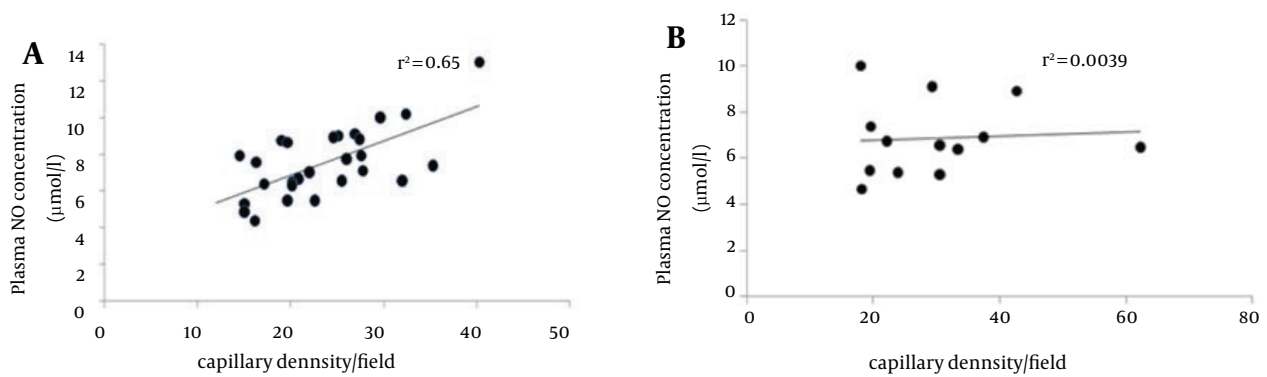 A
Plasma NO concentration
(μmol/l)
14
12
10
8
6
4
2
0
r²=0.65
0 10 20 30 40 50
capillary dennsity/field
B
Plasma NO concentration
(μmol/l)
12
10
8
6
4
2
0
r²=0.0039
0 20 40 60 80
capillary dennsity/field